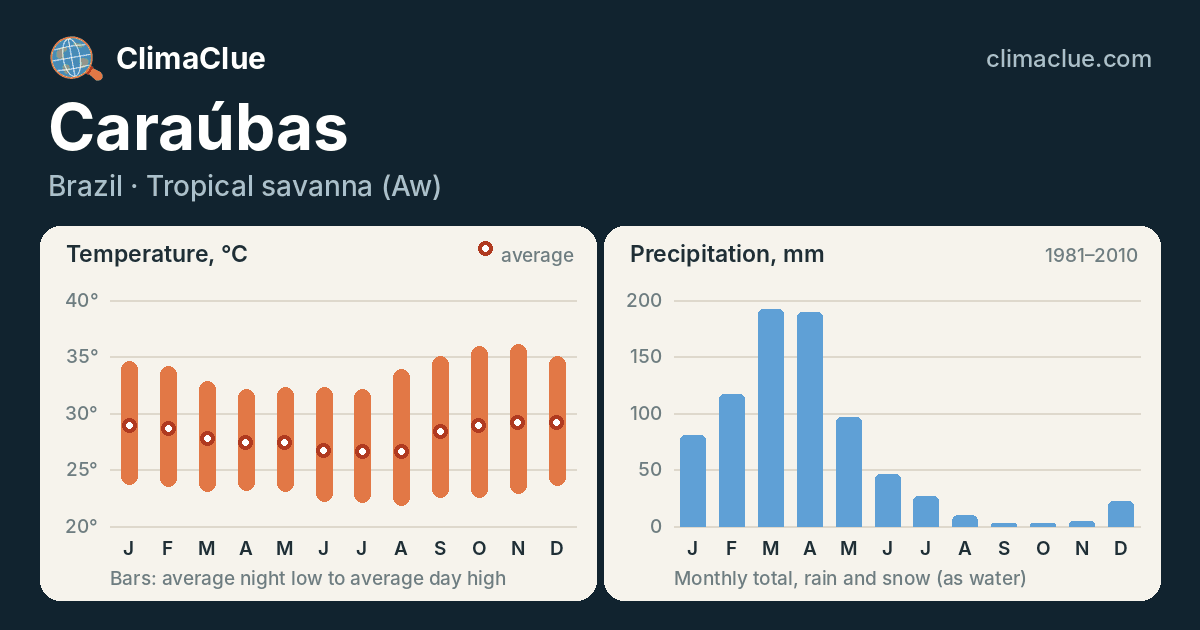 ClimaClue
climaclue.com
Caraúbas
Brazil · Tropical savanna (Aw)
Temperature, °C
average
40°
35°
30°
25°
20°
J F M A M J J A S O N D
Bars: average night low to average day high
Precipitation, mm
1981–2010
200
150
100
50
0
J F M A M J J A S O N D
Monthly total, rain and snow (as water)